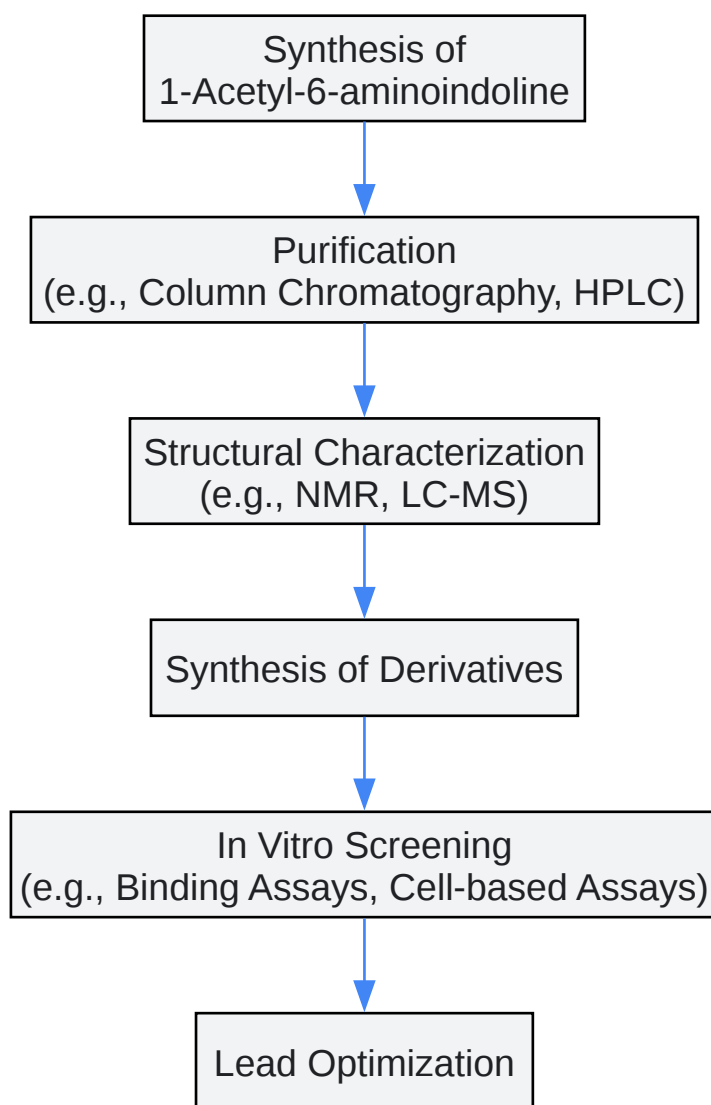 Synthesis of
1-Acetyl-6-aminoindoline
Purification
(e.g., Column Chromatography, HPLC)
Structural Characterization
(e.g., NMR, LC-MS)
Synthesis of Derivatives
In Vitro Screening
(e.g., Binding Assays, Cell-based Assays)
Lead Optimization